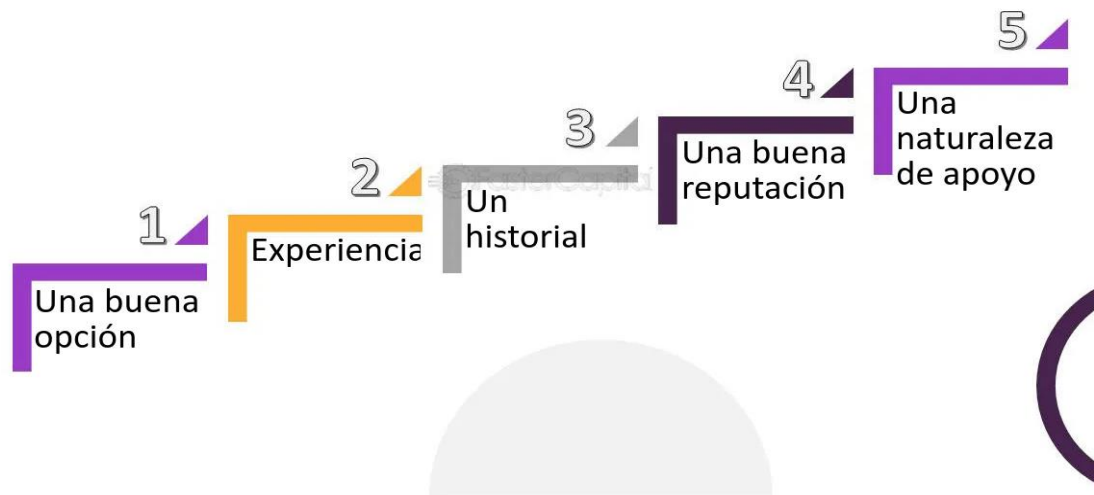 1
Una buena
opción
2
Experiencia
3
Un
historial
4
Una buena
reputación
5
Una
naturaleza
de apoyo